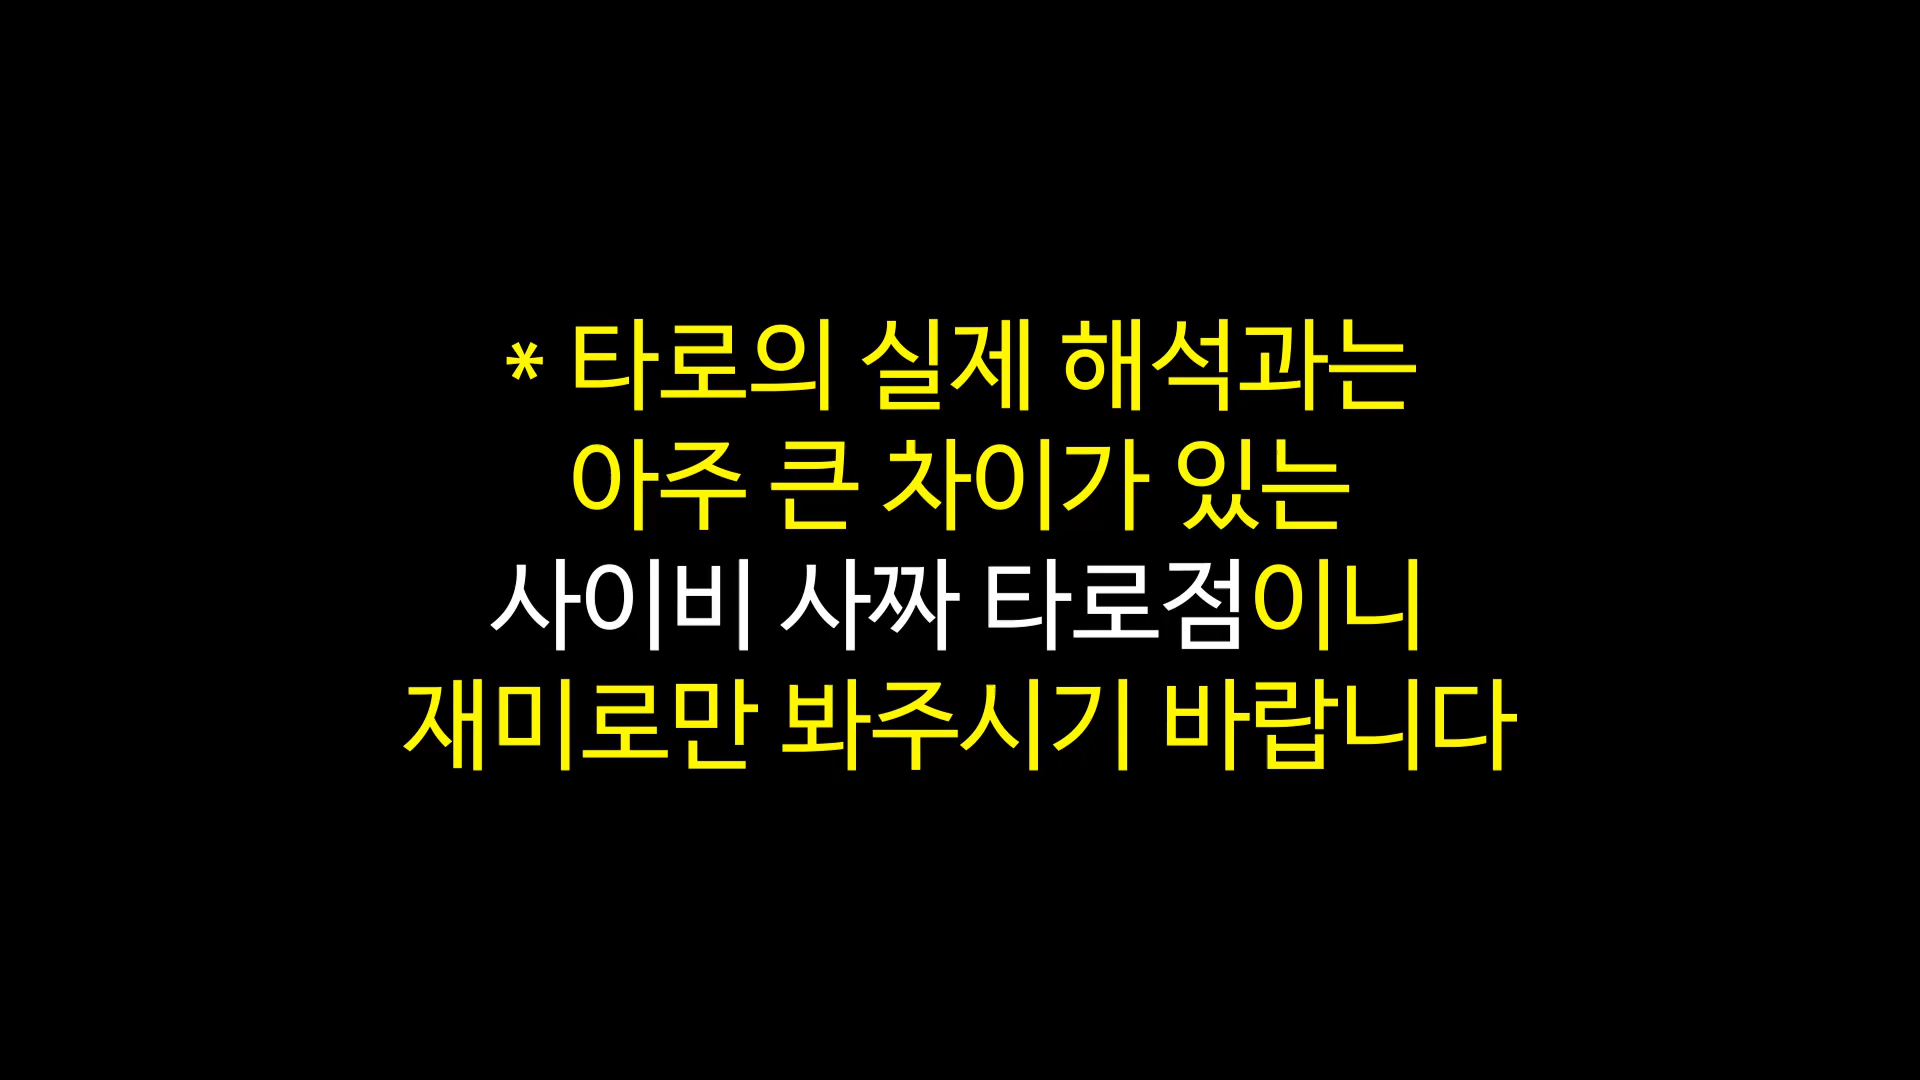 * 타로의 실제 해석과는
아주 큰 차이가 있는
사이비 사짜 타로점이니
재미로만 봐주시기 바랍니다